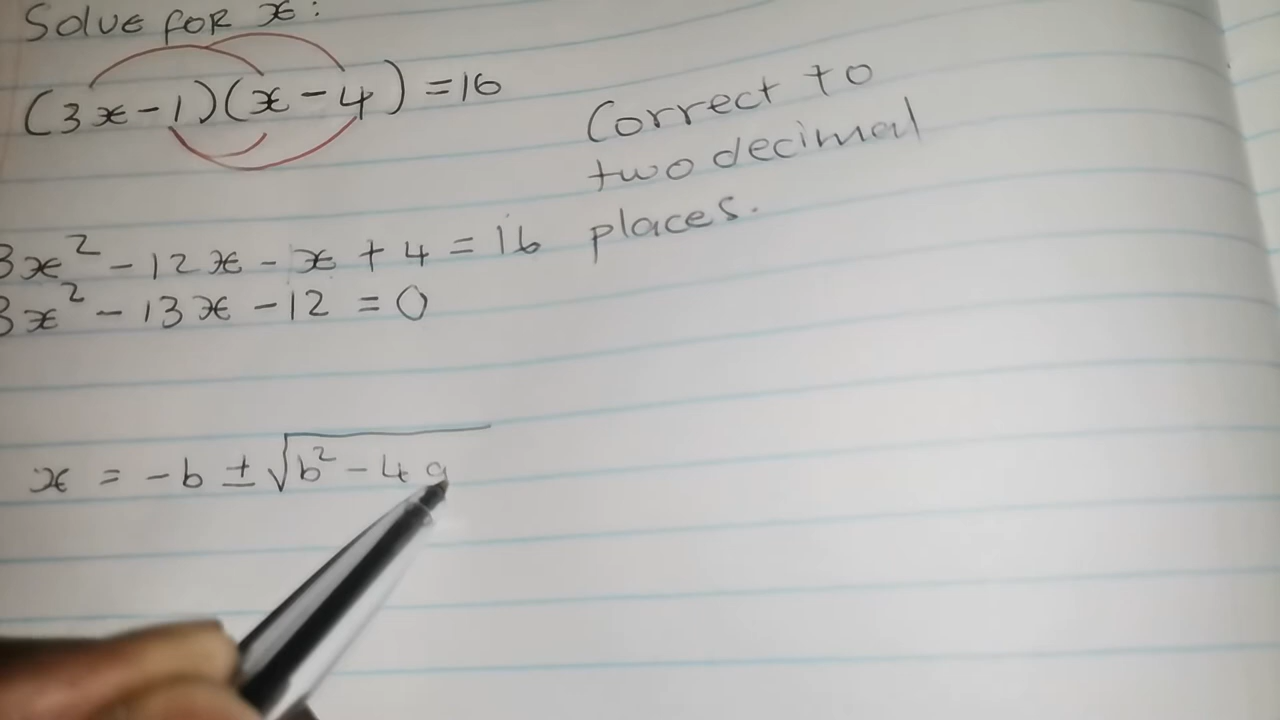 Solve for x:
(3x-1)(x-4)=16
Correct to
two decimal
places.
3x²-12x-x+4=16
3x²-13x-12=0
x=-b±√b²-4a